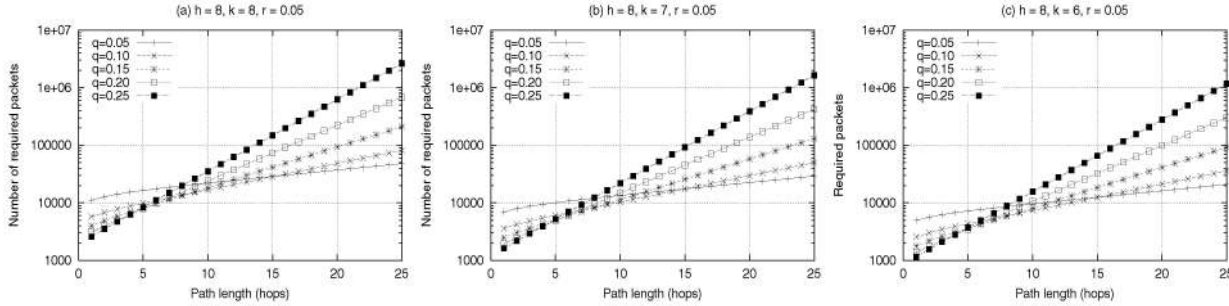 (a) h = 8, k = 8, r = 0.05
Number of required packets
1e+07
1e+06
100000
10000
1000
q=0.05
q=0.10
q=0.15
q=0.20
q=0.25
0
5
10
15
20
25
Path length (hops)
(b) h = 8, k = 7, r = 0.05
Number of required packets
1e+07
1e+06
100000
10000
1000
q=0.05
q=0.10
q=0.15
q=0.20
q=0.25
0
5
10
15
20
25
Path length (hops)
(c) h = 8, k = 6, r = 0.05
Required packets
1e+07
1e+06
100000
10000
1000
q=0.05
q=0.10
q=0.15
q=0.20
q=0.25
0
5
10
15
20
25
Path length (hops)